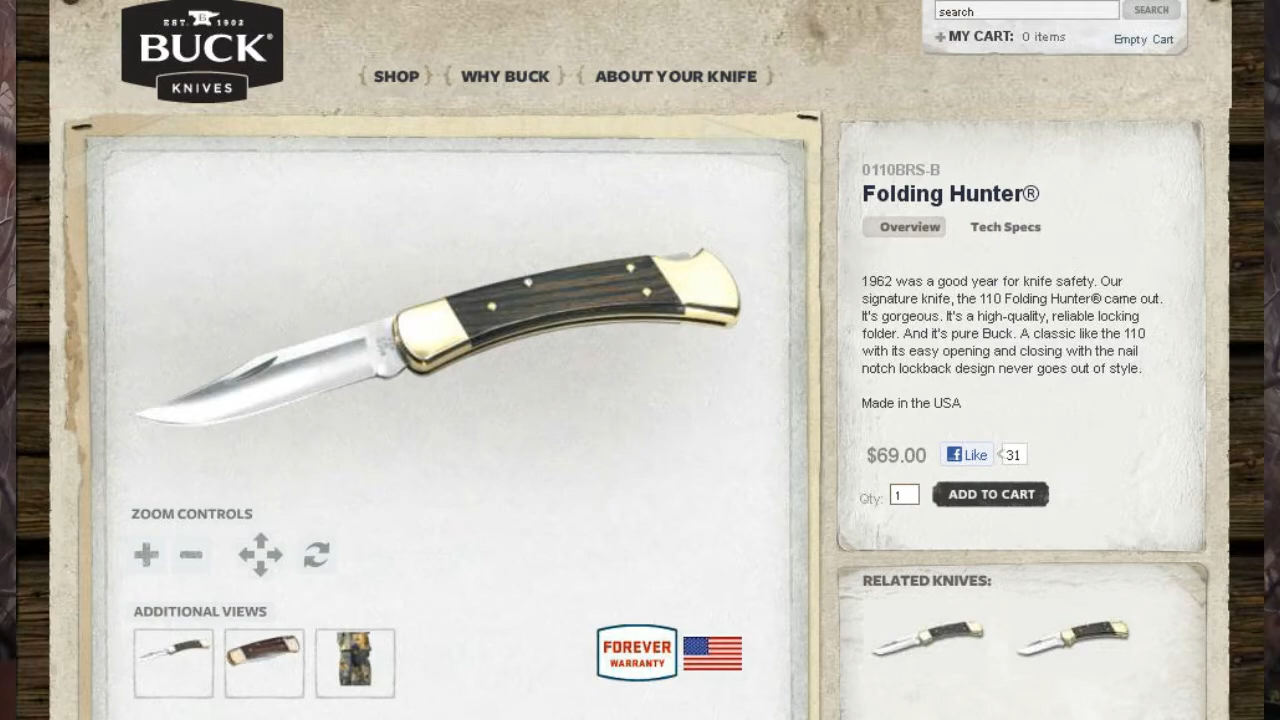 EST. B 1902
BUCK®
KNIVES
SHOP
WHY BUCK
ABOUT YOUR KNIFE
search
SEARCH
MY CART: 0 items
Empty Cart
0110BRS-B
Folding Hunter®
Overview
Tech Specs
1962 was a good year for knife safety. Our
signature knife, the 110 Folding Hunter® came out.
It's gorgeous. It's a high-quality, reliable locking
folder. And it's pure Buck. A classic like the 110
with its easy opening and closing with the nail
notch lockback design never goes out of style.
Made in the USA
$69.00
Like
31
Qty:
1
ADD TO CART
ZOOM CONTROLS
ADDITIONAL VIEWS
FOREVER
WARRANTY
RELATED KNIVES: